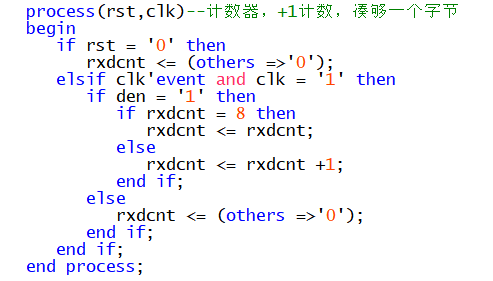 process(rst,clk)--计数器，+1计数，凑够一个字节
begin
if rst = '0' then
rxdcnt <= (others =>'0');
elsif clk'event and clk = '1' then
if den = '1' then
if rxdcnt = 8 then
rxdcnt <= rxdcnt;
else
rxdcnt <= rxdcnt +1;
end if;
else
rxdcnt <= (others =>'0');
end if;
end if;
end process;